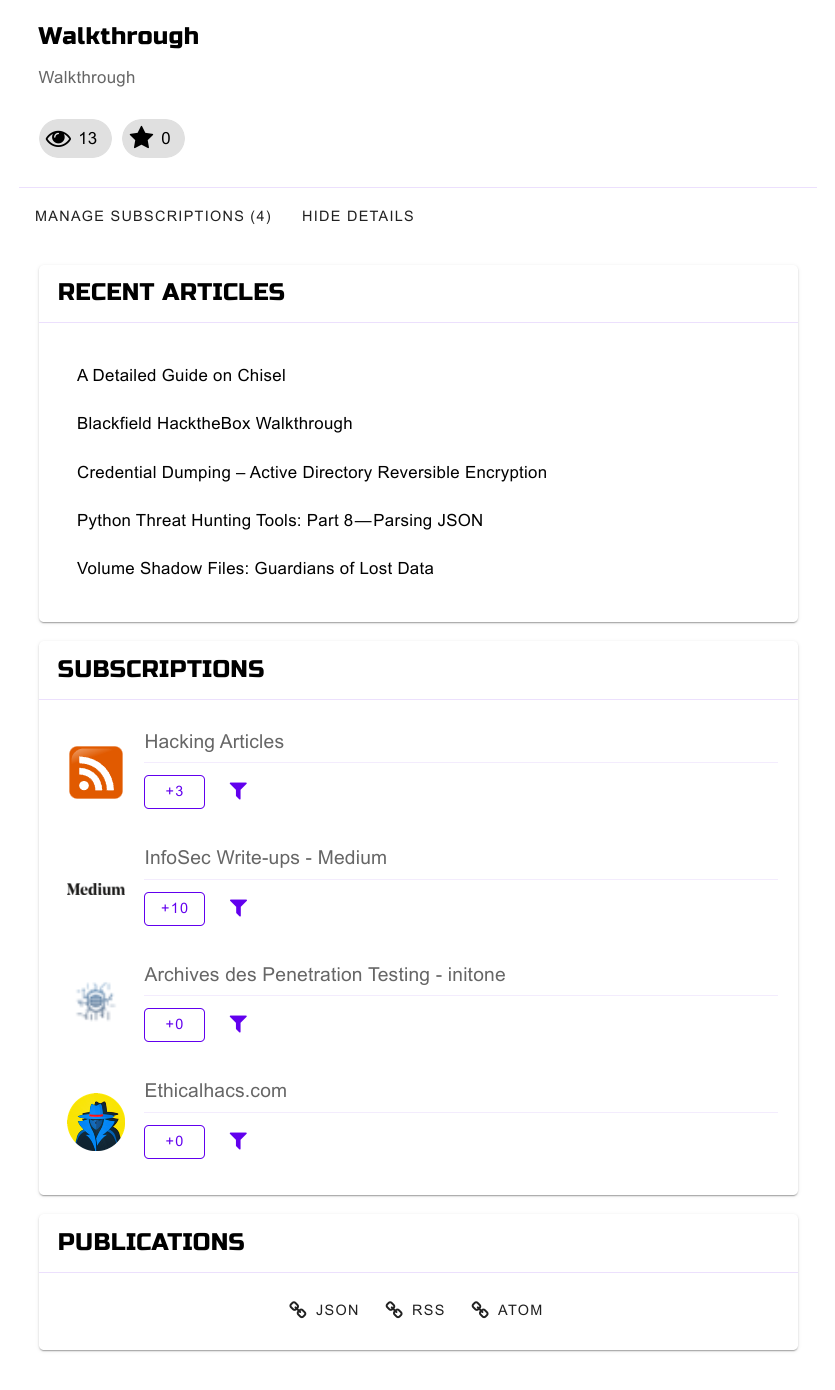 Walkthrough
Walkthrough
13 0
MANAGE SUBSCRIPTIONS (4) HIDE DETAILS
RECENT ARTICLES
A Detailed Guide on Chisel
Blackfield HacktheBox Walkthrough
Credential Dumping – Active Directory Reversible Encryption
Python Threat Hunting Tools: Part 8 — Parsing JSON
Volume Shadow Files: Guardians of Lost Data
SUBSCRIPTIONS
Hacking Articles
+3
InfoSec Write-ups - Medium
Medium
+10
Archives des Penetration Testing - initone
+0
Ethicalhacs.com
+0
PUBLICATIONS
JSON RSS ATOM